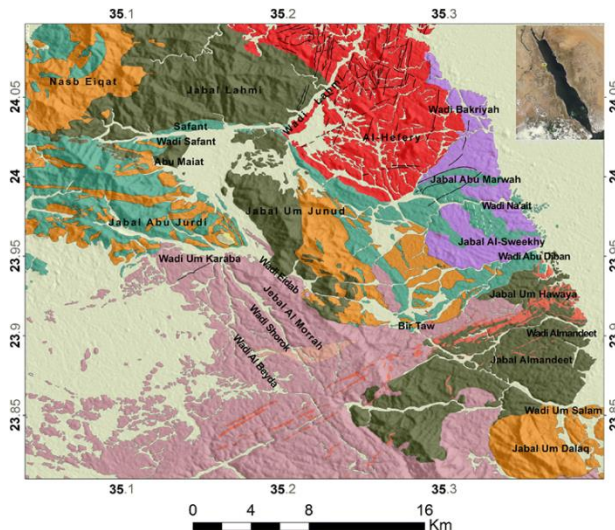 35.1 35.2 35.3
24.05
24
23.95
23.9
23.85
Nasb Eiqat
Jabal Lahmi
Wadi Lahmi
Wadi Bakriyah
Al-Hefery
Safant
Wadi Safant
Abu Maiat
Jabal Abu Marwah
Wadi Na'ait
Jabal Um Junud
Jabal Abu Jurdi
Jabal Al-Sweekhy
Wadi Abu Diban
Wadi Um Karaba
Wadi Eidab
Jabal Um Hawaya
Jebal Al Morrah
Wadi Shorok
Bir Taw
Wadi Almandeet
Jabal Almandeet
Wadi Al Beyda
Wadi Um Salam
Jabal Um Dalaq
24.05
24
23.95
23.9
23.85
35.1 35.2 35.3
0 4 8 16
Km